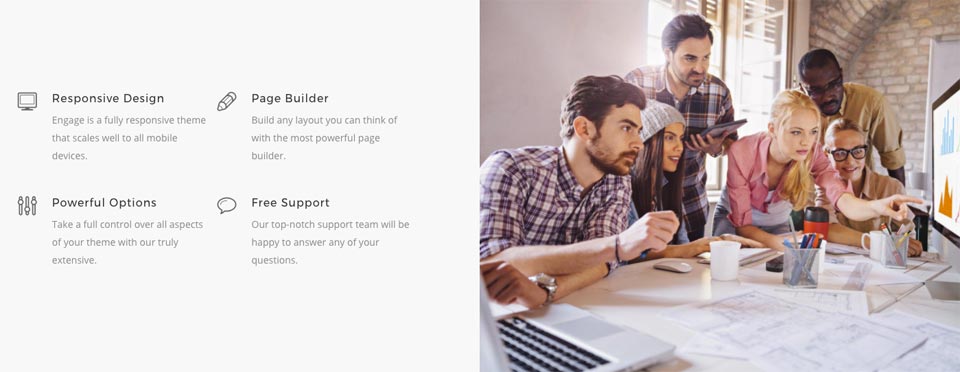 Responsive Design
Engage is a fully responsive theme
that scales well to all mobile
devices.
Page Builder
Build any layout you can think of
with the most powerful page
builder.
Powerful Options
Take a full control over all aspects
of your theme with our truly
extensive.
Free Support
Our top-notch support team will be
happy to answer any of your
questions.